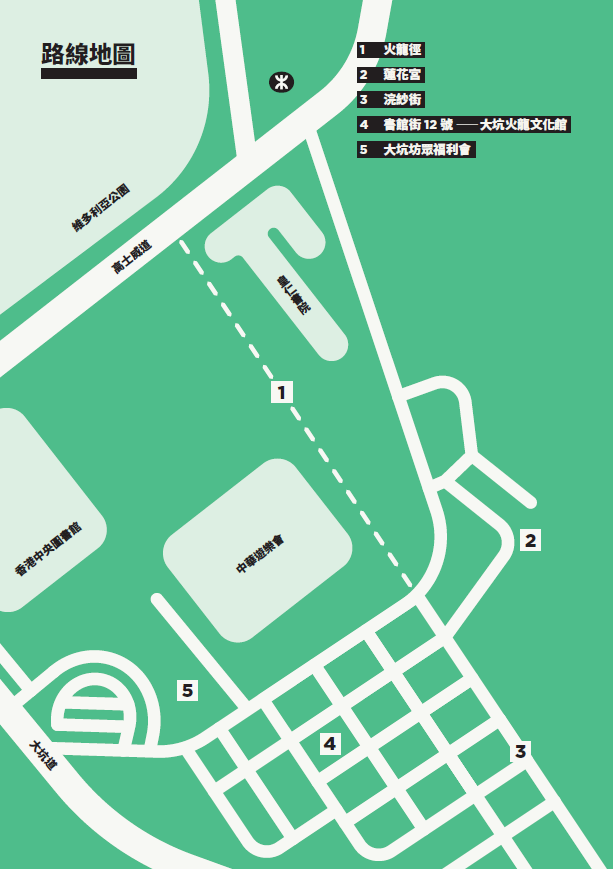 路線地圖
1 火龍徑
2 蓮花宮
3 浣紗街
4 書館街 12 號 ── 大坑火龍文化館
5 大坑坊眾福利會
維多利亞公園
高士威道
皇仁書院
1
香港中央圖書館
中華遊樂會
2
5
4
3
大坑道